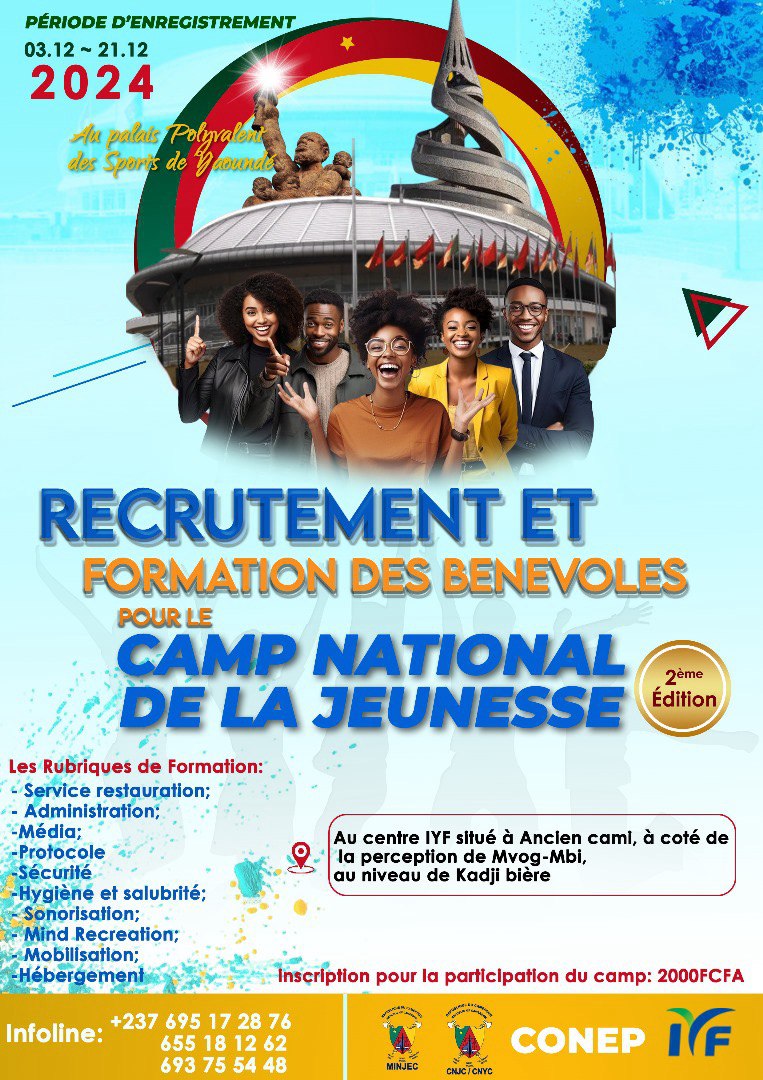 PÉRIODE D'ENREGISTREMENT
03.12 ~ 21.12
2024
Au palais Polyvalent
des Sports de Yaoundé
RECRUTEMENT ET
FORMATION DES BENEVOLES
POUR LE
CAMP NATIONAL
DE LA JEUNESSE
2ème
Édition
Les Rubriques de Formation:
- Service restauration;
- Administration;
-Média;
-Protocole
-Sécurité
-Hygiène et salubrité;
- Sonorisation;
- Mind Recreation;
- Mobilisation;
-Hébergement
Au centre IYF situé à Ancien cami, à coté de
la perception de Mvog-Mbi,
au niveau de Kadji bière
Inscription pour la participation du camp: 2000FCFA
Infoline: +237 695 17 28 76
655 18 12 62
693 75 54 48
MINJEC
CNJC / CNYC
CONEP
IYF